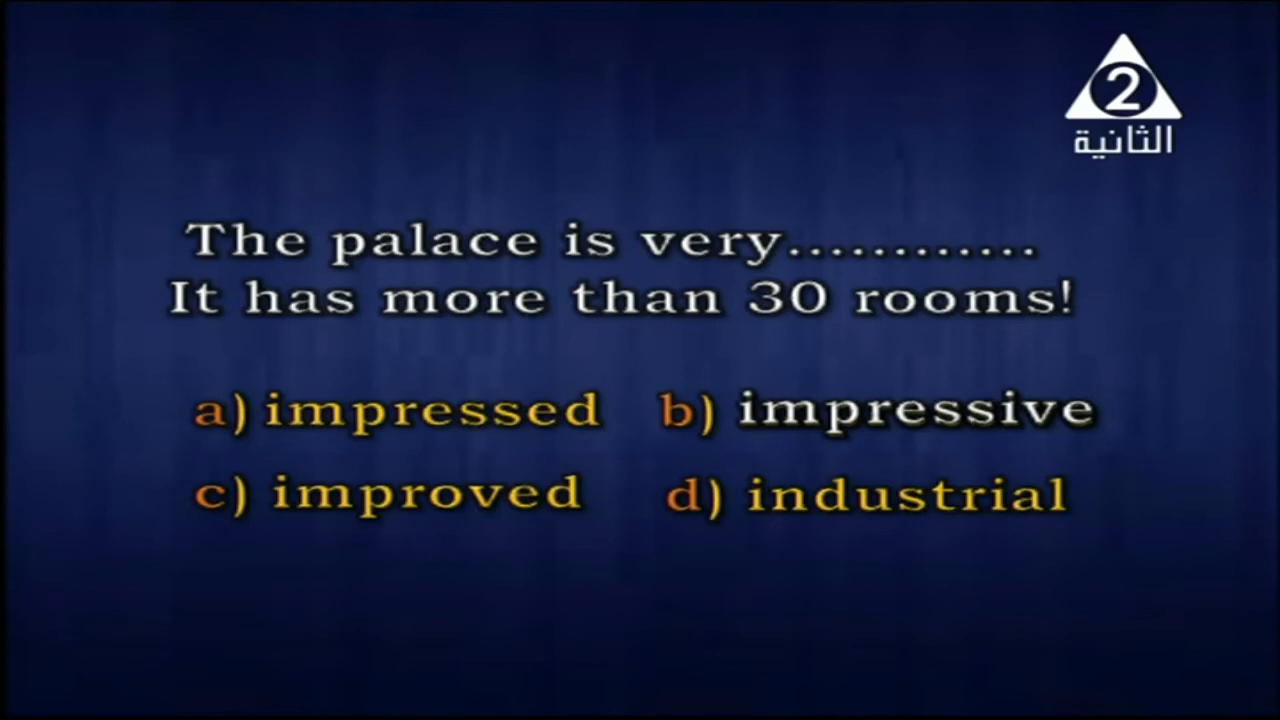 2
الثانية
The palace is very............
It has more than 30 rooms!
a) impressed b) impressive
c) improved d) industrial